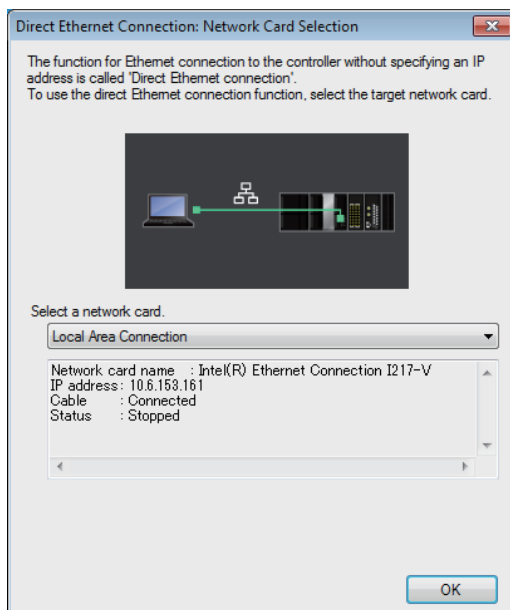 Direct Ethernet Connection: Network Card Selection
The function for Ethernet connection to the controller without specifying an IP
address is called 'Direct Ethernet connection'.
To use the direct Ethernet connection function, select the target network card.
Select a network card.
Local Area Connection
Network card name : Intel(R) Ethernet Connection I217-V
IP address : 10.6.153.161
Cable : Connected
Status : Stopped
OK